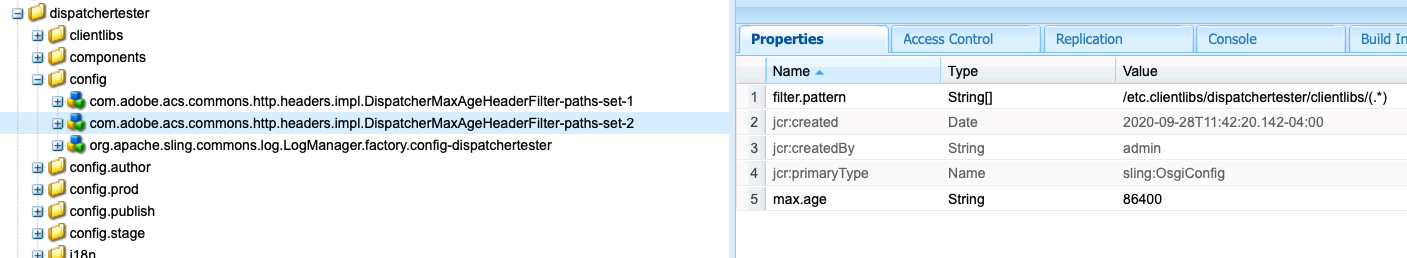 dispatchertester
clientlibs
components
config
com.adobe.acs.commons.http.headers.impl.DispatcherMaxAgeHeaderFilter-paths-set-1
com.adobe.acs.commons.http.headers.impl.DispatcherMaxAgeHeaderFilter-paths-set-2
org.apache.sling.commons.log.LogManager.factory.config-dispatchertester
config.author
config.prod
config.publish
config.stage
i18n
Properties Access Control Replication Console Build In
Name Type Value
1 filter.pattern String[] /etc.clientlibs/dispatchertester/clientlibs/(.*)
2 jcr:created Date 2020-09-28T11:42:20.142-04:00
3 jcr:createdBy String admin
4 jcr:primaryType Name sling:OsgiConfig
5 max.age String 86400